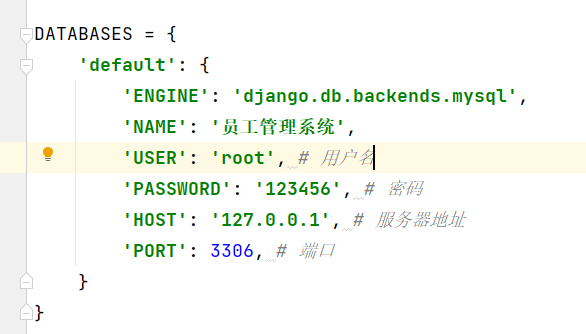 DATABASES = {
    'default': {
        'ENGINE': 'django.db.backends.mysql',
        'NAME': '员工管理系统',
        'USER': 'root', # 用户名
        'PASSWORD': '123456', # 密码
        'HOST': '127.0.0.1', # 服务器地址
        'PORT': 3306, # 端口
    }
}